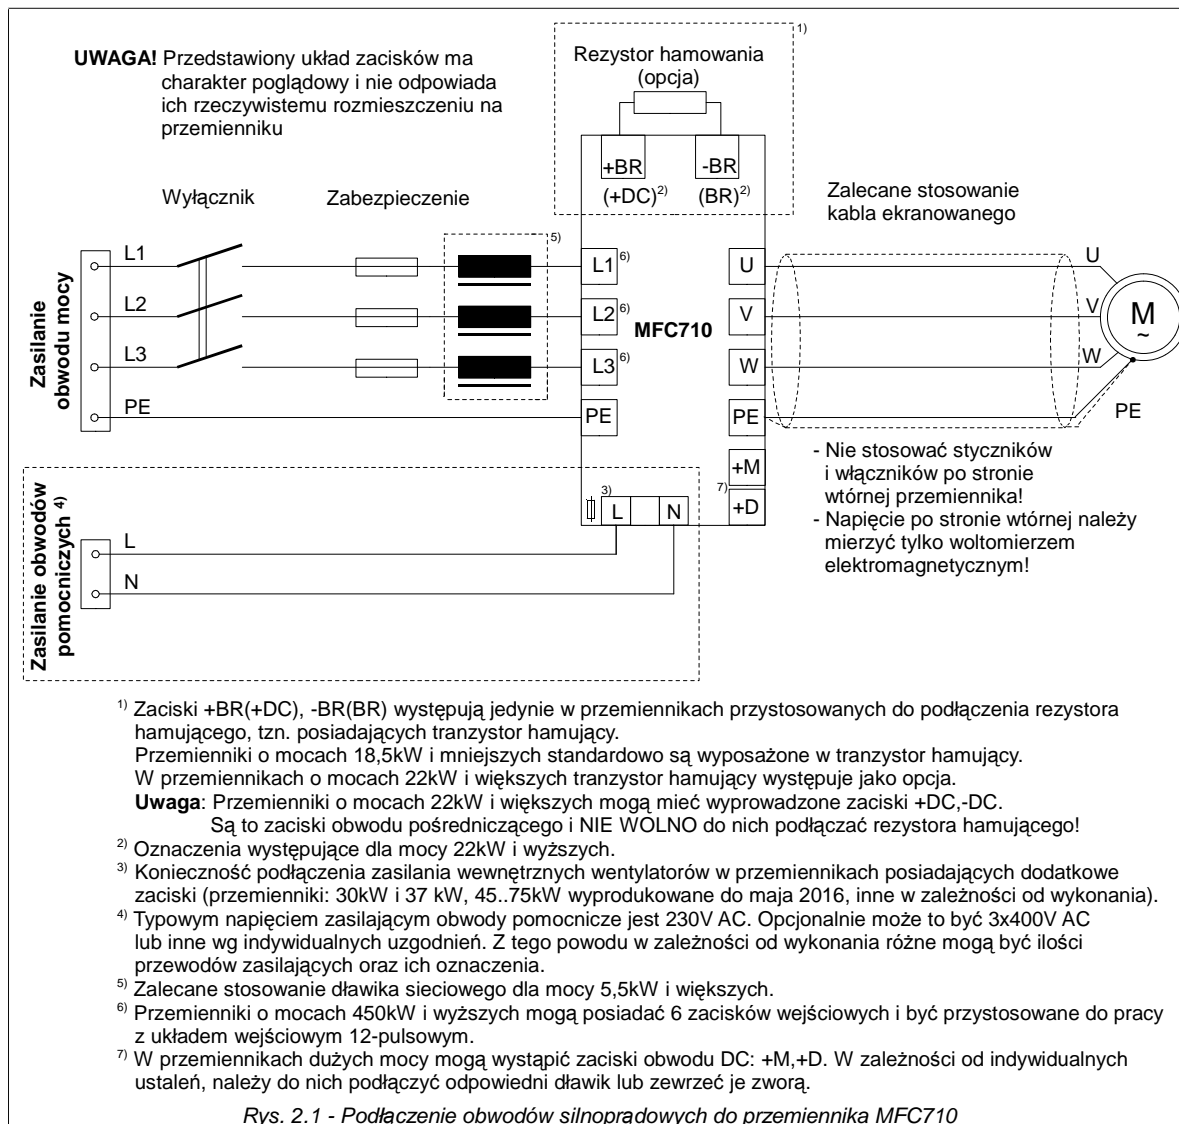 UWAGA! Przedstawiony układ zacisków ma
charakter poglądowy i nie odpowiada
ich rzeczywistemu rozmieszczeniu na
przemienniku
1)
Rezystor hamowania
(opcja)
+BR
-BR
(+DC)2)
(BR)2)
Wyłącznik
Zabezpieczenie
Zalecane stosowanie
kabla ekranowanego
5)
Zasilanie
obwodu mocy
L1
L2
L3
PE
L1 6)
L2 6)
L3 6)
PE
MFC710
U
V
W
PE
+M
7)
+D
U
V
W
PE
M
~
- Nie stosować styczników
i włączników po stronie
wtórnej przemiennika!
- Napięcie po stronie wtórnej należy
mierzyć tylko woltomierzem
elektromagnetycznym!
Zasilanie obwodów
pomocniczych 4)
L
N
3)
L
N
1) Zaciski +BR(+DC), -BR(BR) występują jedynie w przemiennikach przystosowanych do podłączenia rezystora
hamującego, tzn. posiadających tranzystor hamujący.
Przemienniki o mocach 18,5kW i mniejszych standardowo są wyposażone w tranzystor hamujący.
W przemiennikach o mocach 22kW i większych tranzystor hamujący występuje jako opcja.
Uwaga: Przemienniki o mocach 22kW i większych mogą mieć wyprowadzone zaciski +DC,-DC.
Są to zaciski obwodu pośredniczącego i NIE WOLNO do nich podłączać rezystora hamującego!
2) Oznaczenia występujące dla mocy 22kW i wyższych.
3) Konieczność podłączenia zasilania wewnętrznych wentylatorów w przemiennikach posiadających dodatkowe
zaciski (przemienniki: 30kW i 37 kW, 45..75kW wyprodukowane do maja 2016, inne w zależności od wykonania).
4) Typowym napięciem zasilającym obwody pomocnicze jest 230V AC. Opcjonalnie może to być 3x400V AC
lub inne wg indywidualnych uzgodnień. Z tego powodu w zależności od wykonania różne mogą być ilości
przewodów zasilających oraz ich oznaczenia.
5) Zalecane stosowanie dławika sieciowego dla mocy 5,5kW i większych.
6) Przemienniki o mocach 450kW i wyższych mogą posiadać 6 zacisków wejściowych i być przystosowane do pracy
z układem wejściowym 12-pulsowym.
7) W przemiennikach dużych mocy mogą wystąpić zaciski obwodu DC: +M,+D. W zależności od indywidualnych
ustaleń, należy do nich podłączyć odpowiedni dławik lub zewrzeć je zworą.
Rys. 2.1 - Podłączenie obwodów silnoprądowych do przemiennika MFC710